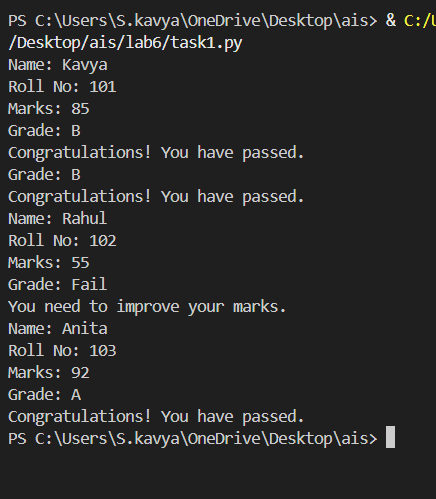 PS C:\Users\S.kavya\OneDrive\Desktop\ais> & C:/U
/Desktop/ais/lab6/task1.py
Name: Kavya
Roll No: 101
Marks: 85
Grade: B
Congratulations! You have passed.
Grade: B
Congratulations! You have passed.
Name: Rahul
Roll No: 102
Marks: 55
Grade: Fail
You need to improve your marks.
Name: Anita
Roll No: 103
Marks: 92
Grade: A
Congratulations! You have passed.
PS C:\Users\S.kavya\OneDrive\Desktop\ais>